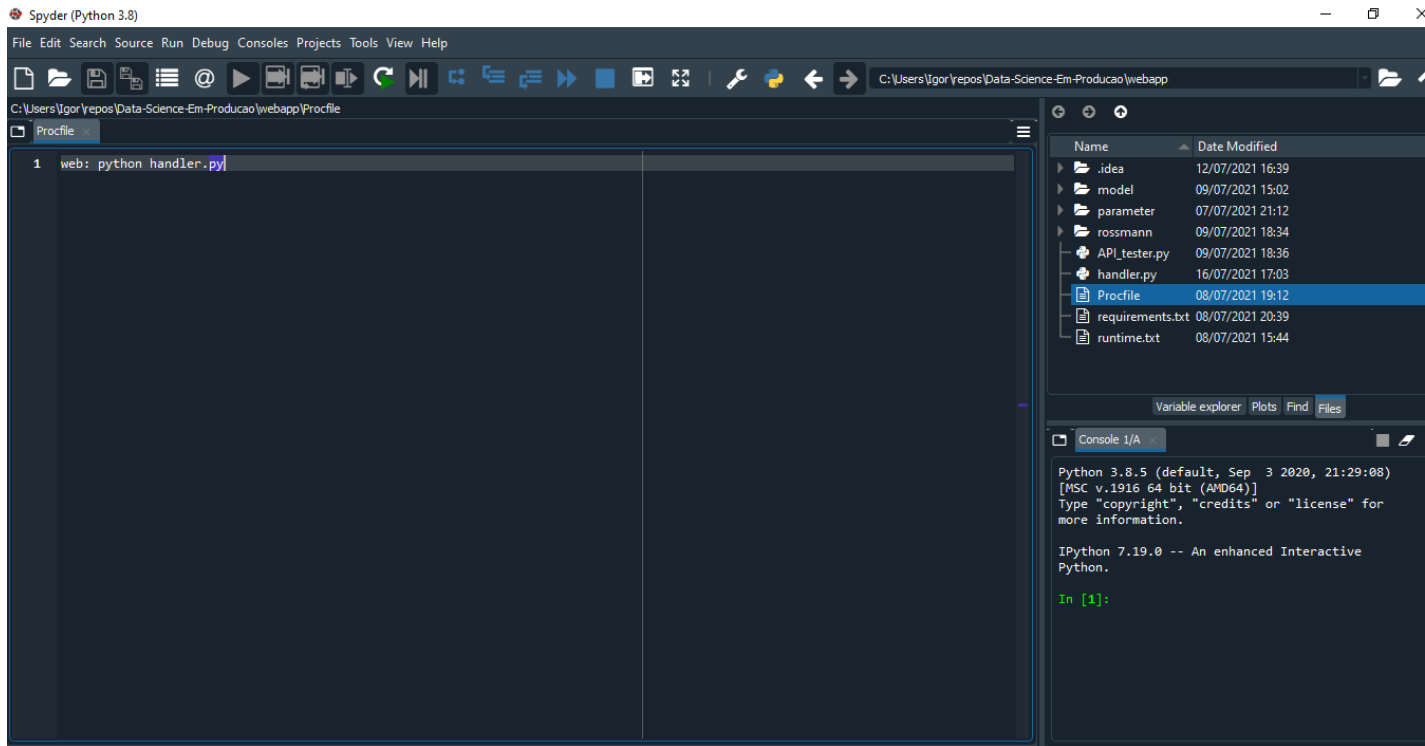 Spyder (Python 3.8)
File Edit Search Source Run Debug Consoles Projects Tools View Help
C:\Users\Igor\repos\Data-Science-Em-Producao\webapp
C:\Users\Igor\repos\Data-Science-Em-Producao\webapp\Procfile
Procfile
1 web: python handler.py
Name Date Modified
.idea 12/07/2021 16:39
model 09/07/2021 15:02
parameter 07/07/2021 21:12
rossmann 09/07/2021 18:34
API_tester.py 09/07/2021 18:36
handler.py 16/07/2021 17:03
Procfile 08/07/2021 19:12
requirements.txt 08/07/2021 20:39
runtime.txt 08/07/2021 15:44
Variable explorer Plots Find Files
Console 1/A
Python 3.8.5 (default, Sep  3 2020, 21:29:08)
[MSC v.1916 64 bit (AMD64)]
Type "copyright", "credits" or "license" for
more information.
IPython 7.19.0 -- An enhanced Interactive
Python.
In [1]: